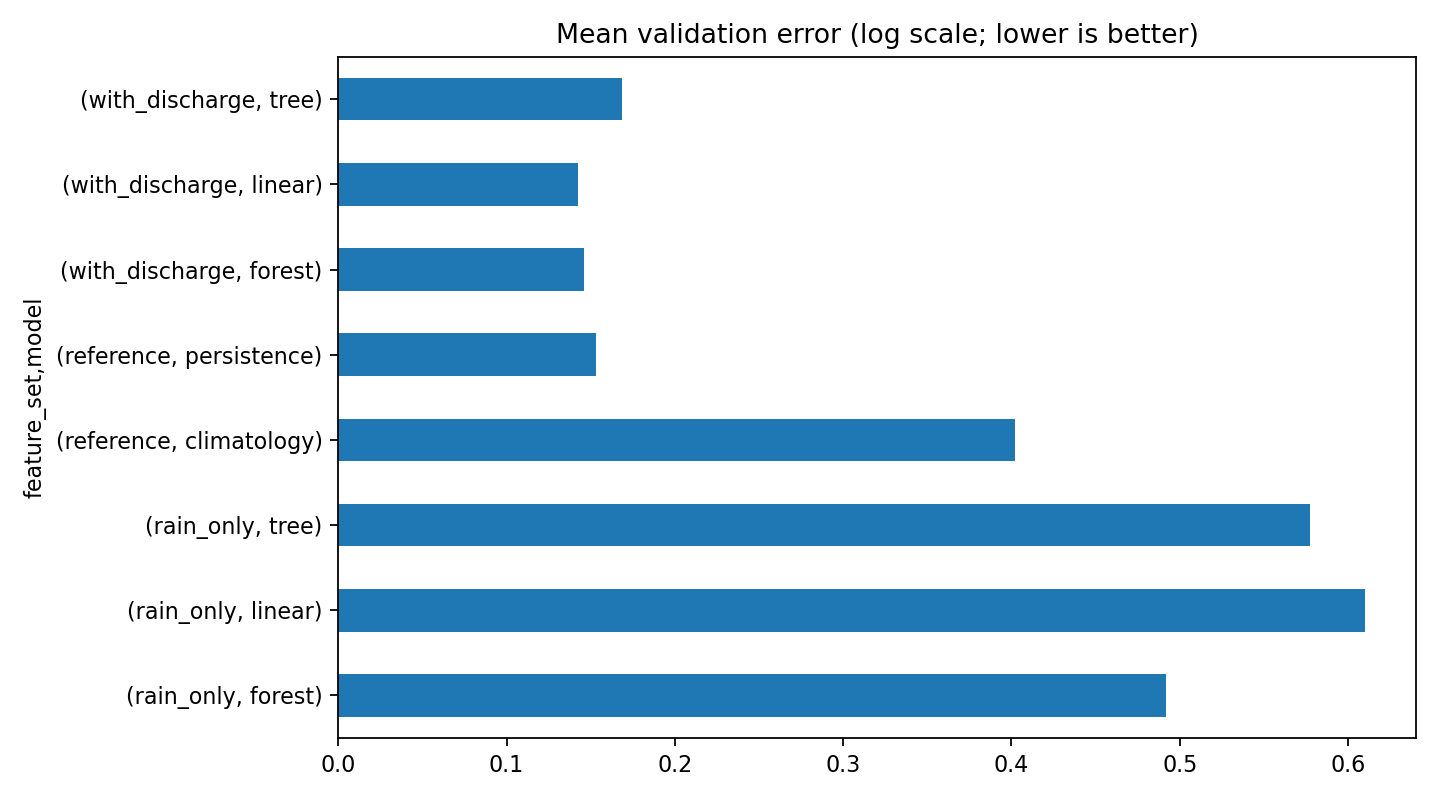 Mean validation error (log scale; lower is better)
(with_discharge, tree)
(with_discharge, linear)
(with_discharge, forest)
(reference, persistence)
(reference, climatology)
(rain_only, tree)
(rain_only, linear)
(rain_only, forest)
feature_set,model
0.0 0.1 0.2 0.3 0.4 0.5 0.6